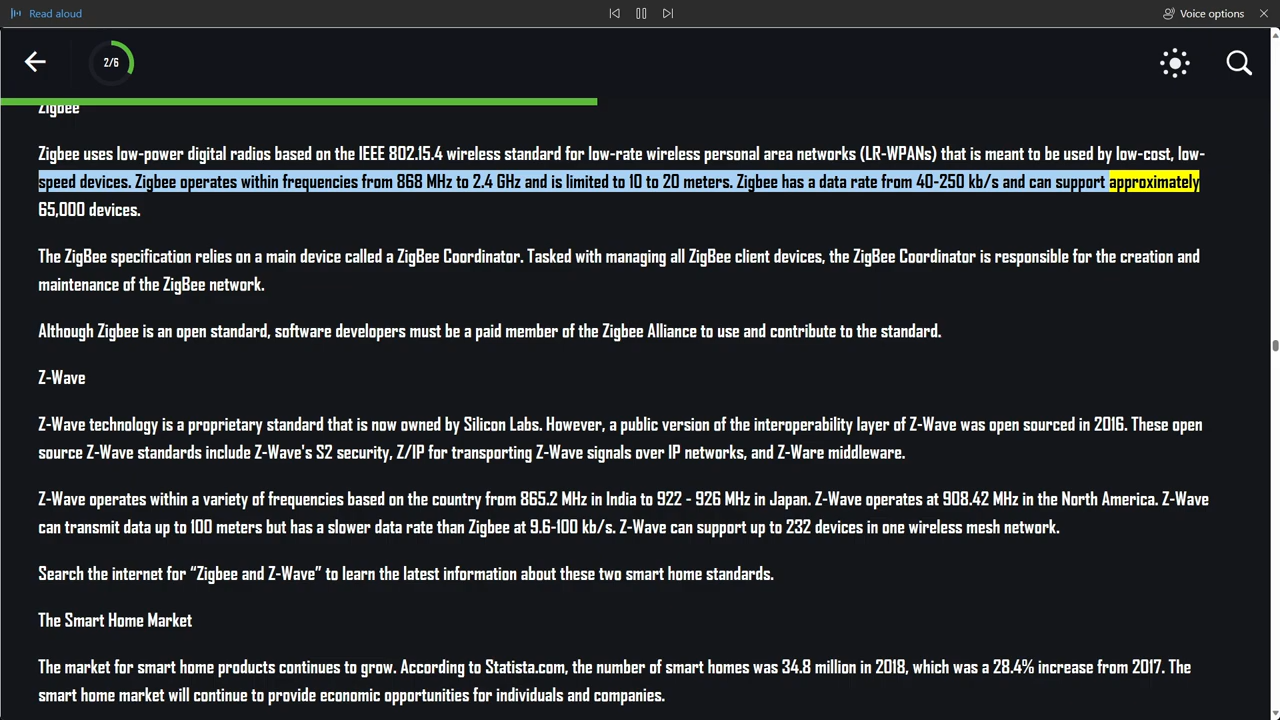 Read aloud
Voice options
2/6
Zigbee
Zigbee uses low-power digital radios based on the IEEE 802.15.4 wireless standard for low-rate wireless personal area networks (LR-WPANs) that is meant to be used by low-cost, low-
speed devices. Zigbee operates within frequencies from 868 MHz to 2.4 GHz and is limited to 10 to 20 meters. Zigbee has a data rate from 40-250 kb/s and can support approximately
65,000 devices.
The ZigBee specification relies on a main device called a ZigBee Coordinator. Tasked with managing all ZigBee client devices, the ZigBee Coordinator is responsible for the creation and
maintenance of the ZigBee network.
Although Zigbee is an open standard, software developers must be a paid member of the Zigbee Alliance to use and contribute to the standard.
Z-Wave
Z-Wave technology is a proprietary standard that is now owned by Silicon Labs. However, a public version of the interoperability layer of Z-Wave was open sourced in 2016. These open
source Z-Wave standards include Z-Wave's S2 security, Z/IP for transporting Z-Wave signals over IP networks, and Z-Ware middleware.
Z-Wave operates within a variety of frequencies based on the country from 865.2 MHz in India to 922 - 926 MHz in Japan. Z-Wave operates at 908.42 MHz in the North America. Z-Wave
can transmit data up to 100 meters but has a slower data rate than Zigbee at 9.6-100 kb/s. Z-Wave can support up to 232 devices in one wireless mesh network.
Search the internet for “Zigbee and Z-Wave” to learn the latest information about these two smart home standards.
The Smart Home Market
The market for smart home products continues to grow. According to Statista.com, the number of smart homes was 34.8 million in 2018, which was a 28.4% increase from 2017. The
smart home market will continue to provide economic opportunities for individuals and companies.